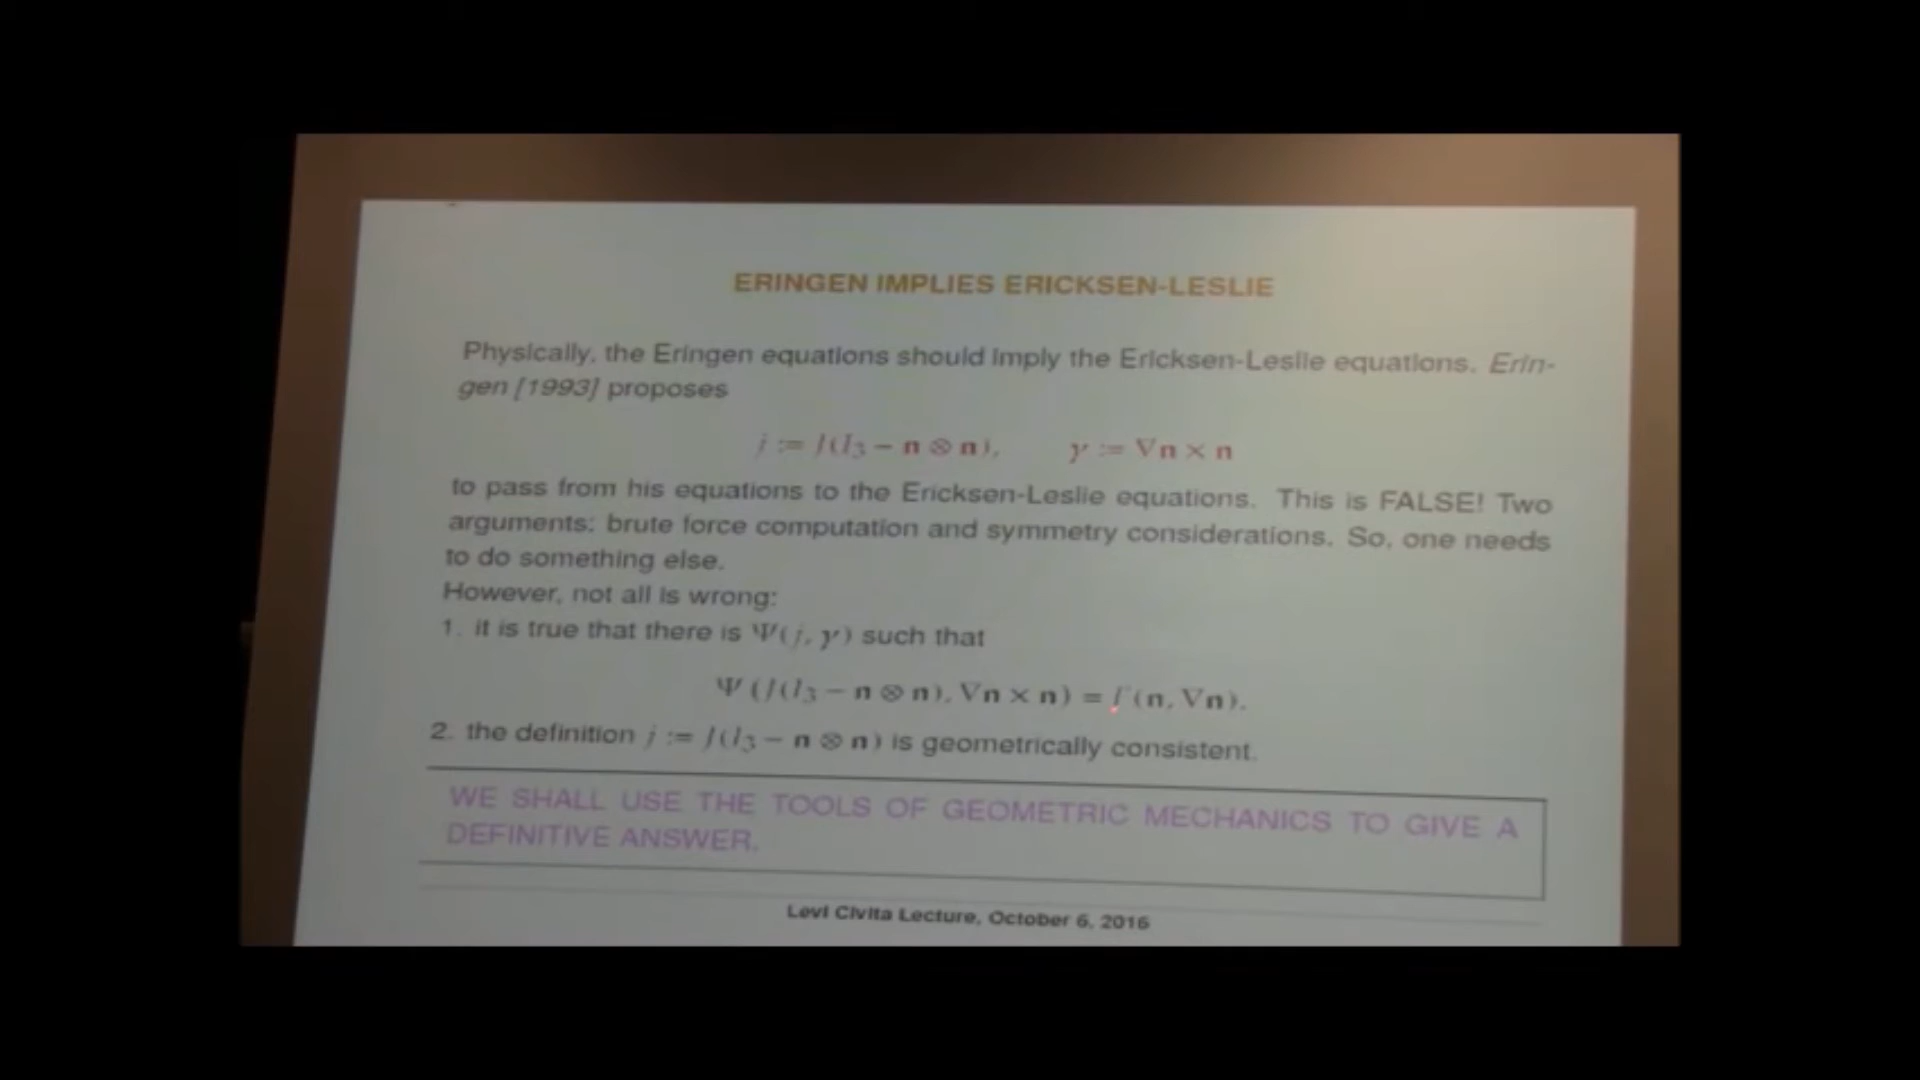 ERINGEN IMPLIES ERICKSEN-LESLIE
Physically, the Eringen equations should imply the Ericksen-Leslie equations. Erin-
gen [1993] proposes
j := J(I₃ − n ⊗ n), γ := ∇n × n
to pass from his equations to the Ericksen-Leslie equations. This is FALSE! Two
arguments: brute force computation and symmetry considerations. So, one needs
to do something else.
However, not all is wrong:
1. it is true that there is Ψ(j, γ) such that
Ψ (J(I₃ − n ⊗ n), ∇n × n) = F (n, ∇n).
2. the definition j := J(I₃ − n ⊗ n) is geometrically consistent.
WE SHALL USE THE TOOLS OF GEOMETRIC MECHANICS TO GIVE A
DEFINITIVE ANSWER.
Levi Civita Lecture, October 6, 2016